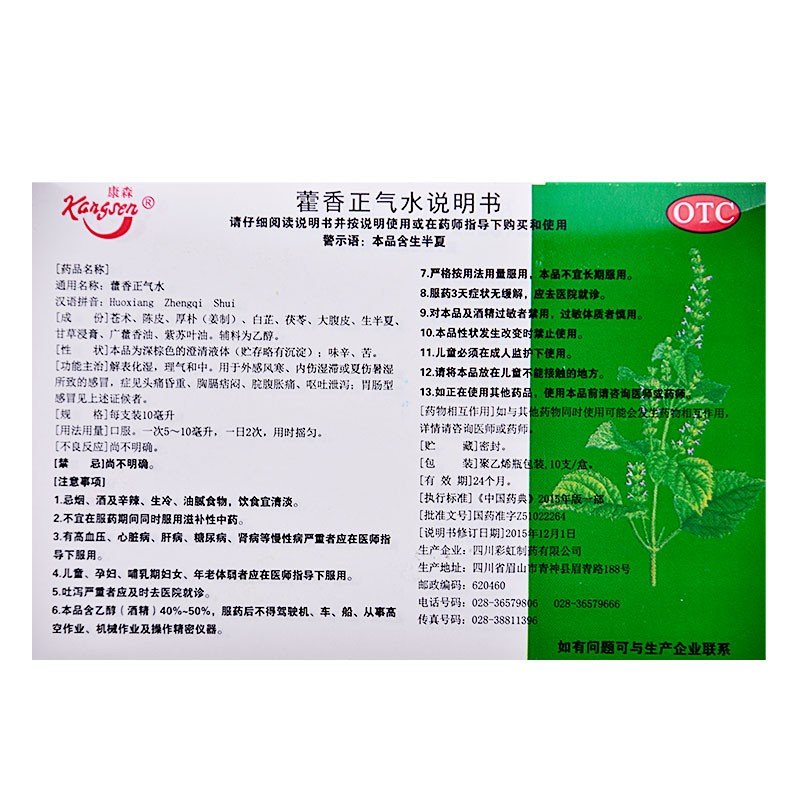 康森
Kangsen®
藿香正气水说明书
请仔细阅读说明书并按说明使用或在药师指导下购买和使用
警示语：本品含生半夏
OTC
[药品名称]
通用名称：藿香正气水
汉语拼音：Huoxiang Zhengqi Shui
[成 份]苍术、陈皮、厚朴（姜制）、白芷、茯苓、大腹皮、生半夏、
甘草浸膏、广藿香油、紫苏叶油。辅料为乙醇。
[性 状]本品为深棕色的澄清液体（贮存略有沉淀）；味辛、苦。
[功能主治]解表化湿，理气和中。用于外感风寒、内伤湿滞或夏伤暑湿
所致的感冒，症见头痛昏重、胸膈痞闷、脘腹胀痛、呕吐泄泻；胃肠型
感冒见上述证候者。
[规 格]每支装10毫升
[用法用量]口服。一次5～10毫升，一日2次，用时摇匀。
[不良反应]尚不明确。
[禁 忌]尚不明确。
[注意事项]
1.忌烟、酒及辛辣、生冷、油腻食物，饮食宜清淡。
2.不宜在服药期间同时服用滋补性中药。
3.有高血压、心脏病、肝病、糖尿病、肾病等慢性病严重者应在医师指
导下服用。
4.儿童、孕妇、哺乳期妇女、年老体弱者应在医师指导下服用。
5.吐泻严重者应及时去医院就诊。
6.本品含乙醇（酒精）40%~50%，服药后不得驾驶机、车、船、从事高
空作业、机械作业及操作精密仪器。
7.严格按用法用量服用，本品不宜长期服用。
8.服药3天症状无缓解，应去医院就诊。
9.对本品及酒精过敏者禁用，过敏体质者慎用。
10.本品性状发生改变时禁止使用。
11.儿童必须在成人监护下使用。
12.请将本品放在儿童不能接触的地方。
13.如正在使用其他药品，使用本品前请咨询医师或药师。
[药物相互作用]如与其他药物同时使用可能会发生药物相互作用，
详情请咨询医师或药师。
[贮 藏]密封。
[包 装]聚乙烯瓶包装，10支/盒。
[有 效 期]24个月。
[执行标准]《中国药典》2015年版一部
[批准文号]国药准字Z51022264
[说明书修订日期]2015年12月1日
生产企业：四川彩虹制药有限公司
生产地址：四川省眉山市青神县眉青路188号
邮政编码：620460
电话号码：028-36579806 028-36579666
传真号码：028-38811396
如有问题可与生产企业联系